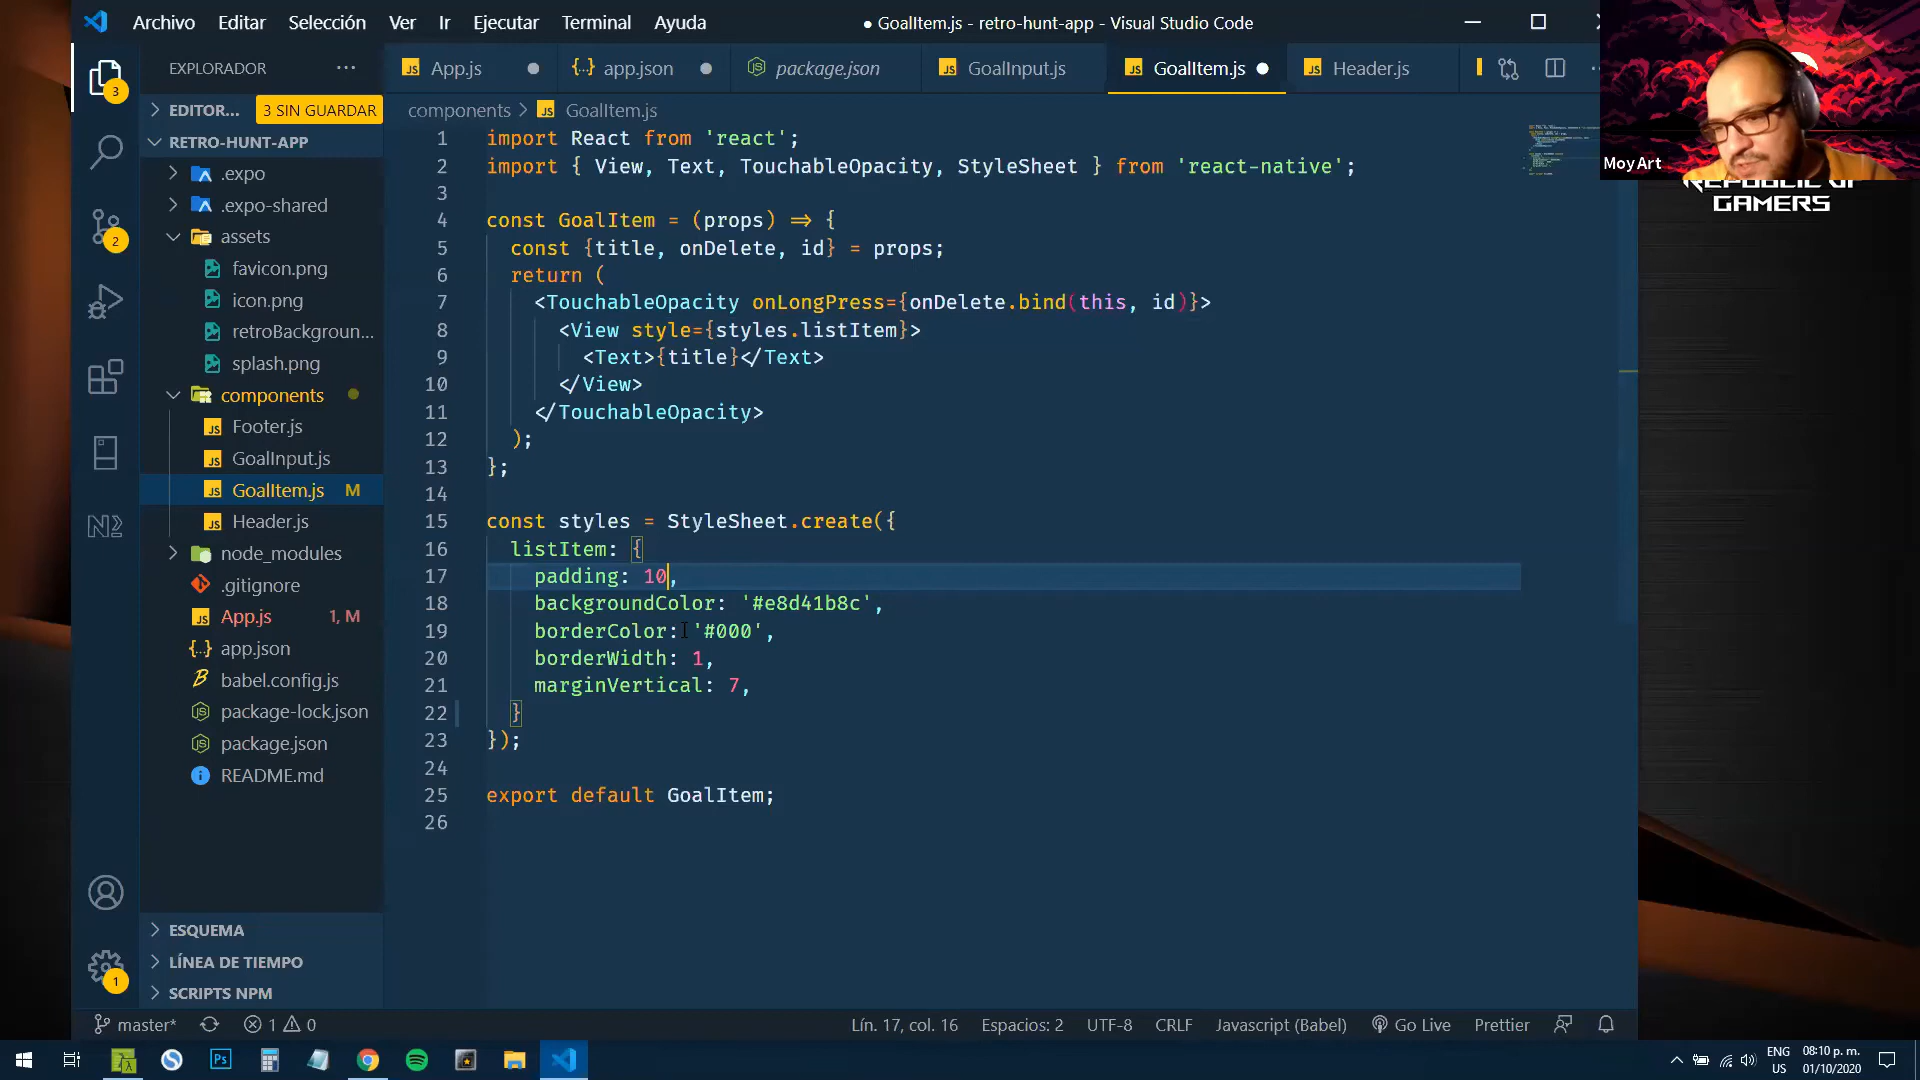 Archivo Editar Selección Ver Ir Ejecutar Terminal Ayuda
● GoalItem.js - retro-hunt-app - Visual Studio Code
EXPLORADOR
App.js
app.json
package.json
GoalInput.js
GoalItem.js
Header.js
Moy Art
GAMERS
EDITOR... 3 SIN GUARDAR
RETRO-HUNT-APP
.expo
.expo-shared
assets
favicon.png
icon.png
retroBackgroun...
splash.png
components
Footer.js
GoalInput.js
GoalItem.js M
Header.js
node_modules
.gitignore
App.js 1, M
app.json
babel.config.js
package-lock.json
package.json
README.md
ESQUEMA
LÍNEA DE TIEMPO
SCRIPTS NPM
3
2
1
components > GoalItem.js
1 import React from 'react';
2 import { View, Text, TouchableOpacity, StyleSheet } from 'react-native';
3
4 const GoalItem = (props) => {
5 const {title, onDelete, id} = props;
6 return (
7 <TouchableOpacity onLongPress={onDelete.bind(this, id)}>
8 <View style={styles.listItem}>
9 <Text>{title}</Text>
10 </View>
11 </TouchableOpacity>
12 );
13 };
14
15 const styles = StyleSheet.create({
16 listItem: {
17 padding: 10,
18 backgroundColor: '#e8d41b8c',
19 borderColor: '#000',
20 borderWidth: 1,
21 marginVertical: 7,
22 }
23 });
24
25 export default GoalItem;
26
master* 1 0
Lín. 17, col. 16 Espacios: 2 UTF-8 CRLF Javascript (Babel) Go Live Prettier
Ps
ENG
US
08:10 p. m.
01/10/2020